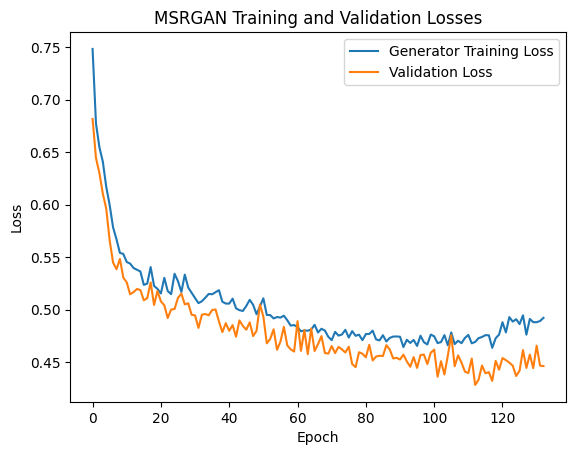 MSRGAN Training and Validation Losses
Generator Training Loss
Validation Loss
Loss
0.75
0.70
0.65
0.60
0.55
0.50
0.45
0
20
40
60
80
100
120
Epoch